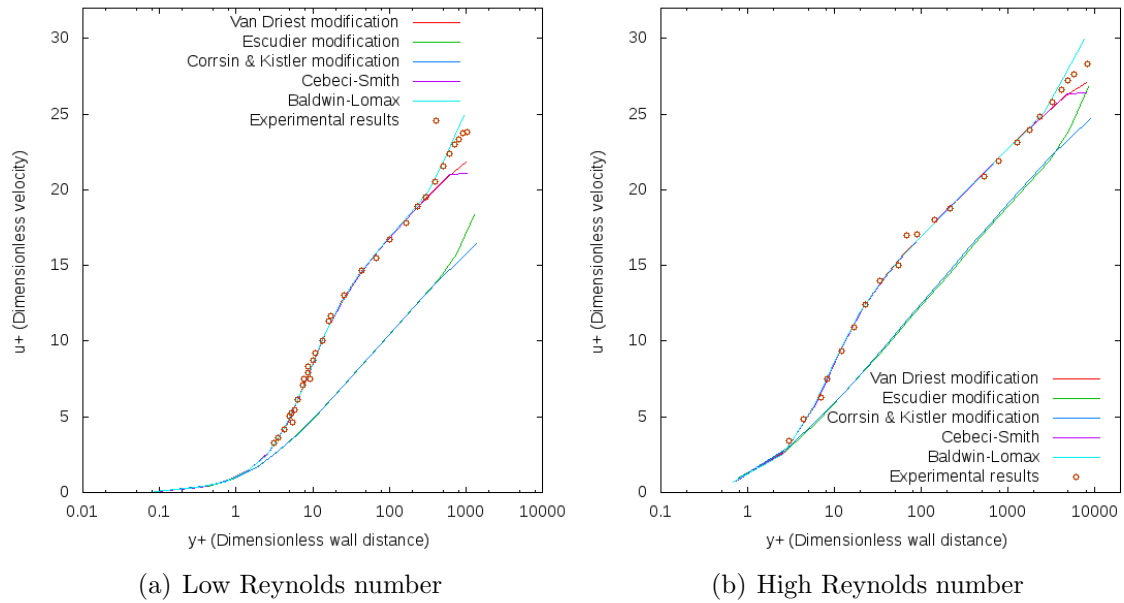 Van Driest modification
Escudier modification
Corrsin & Kistler modification
Cebeci-Smith
Baldwin-Lomax
Experimental results
u+ (Dimensionless velocity)
30
25
20
15
10
5
0
0.01 0.1 1 10 100 1000 10000
y+ (Dimensionless wall distance)
(a) Low Reynolds number
u+ (Dimensionless velocity)
30
25
20
15
10
5
0
Van Driest modification
Escudier modification
Corrsin & Kistler modification
Cebeci-Smith
Baldwin-Lomax
Experimental results
0.1 1 10 100 1000 10000
y+ (Dimensionless wall distance)
(b) High Reynolds number